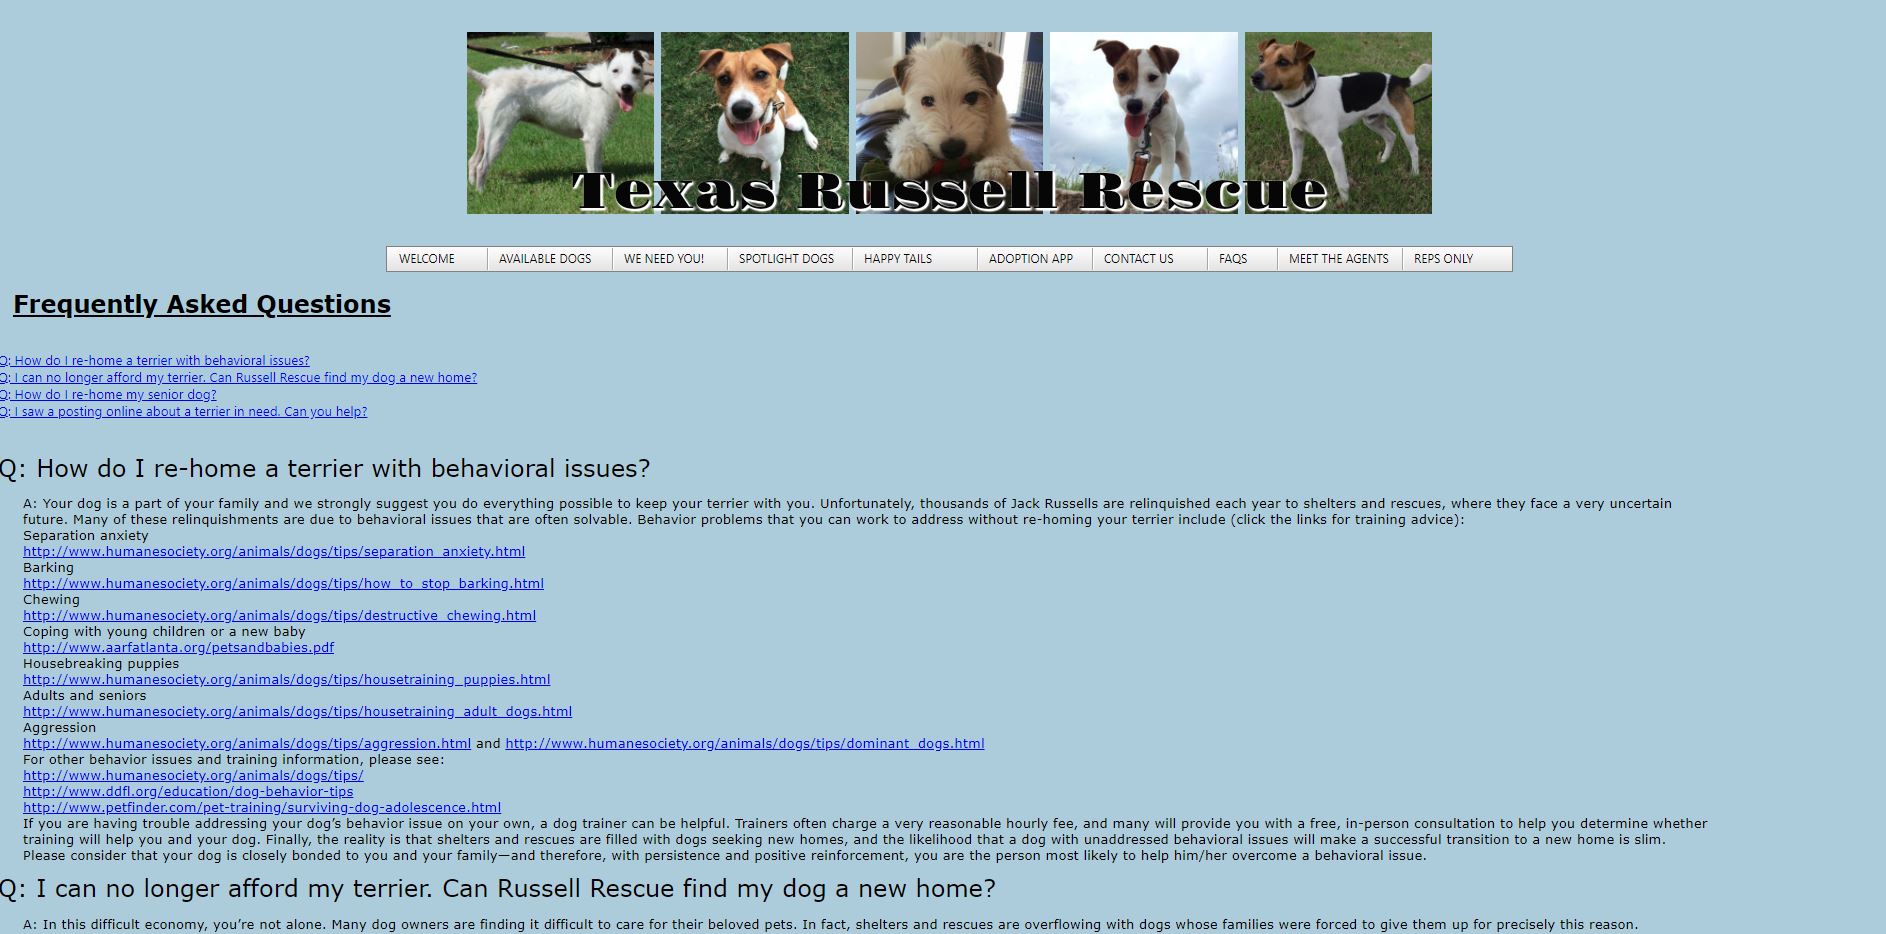 Texas Russell Rescue
WELCOME AVAILABLE DOGS WE NEED YOU! SPOTLIGHT DOGS HAPPY TAILS ADOPTION APP CONTACT US FAQS MEET THE AGENTS REPS ONLY
Frequently Asked Questions
Q: How do I re-home a terrier with behavioral issues?
Q: I can no longer afford my terrier. Can Russell Rescue find my dog a new home?
Q: How do I re-home my senior dog?
Q: I saw a posting online about a terrier in need. Can you help?
Q: How do I re-home a terrier with behavioral issues?
A: Your dog is a part of your family and we strongly suggest you do everything possible to keep your terrier with you. Unfortunately, thousands of Jack Russells are relinquished each year to shelters and rescues, where they face a very uncertain
future. Many of these relinquishments are due to behavioral issues that are often solvable. Behavior problems that you can work to address without re-homing your terrier include (click the links for training advice):
Separation anxiety
http://www.humanesociety.org/animals/dogs/tips/separation_anxiety.html
Barking
http://www.humanesociety.org/animals/dogs/tips/how_to_stop_barking.html
Chewing
http://www.humanesociety.org/animals/dogs/tips/destructive_chewing.html
Coping with young children or a new baby
http://www.aarfatlanta.org/petsandbabies.pdf
Housebreaking puppies
http://www.humanesociety.org/animals/dogs/tips/housetraining_puppies.html
Adults and seniors
http://www.humanesociety.org/animals/dogs/tips/housetraining_adult_dogs.html
Aggression
http://www.humanesociety.org/animals/dogs/tips/aggression.html and http://www.humanesociety.org/animals/dogs/tips/dominant_dogs.html
For other behavior issues and training information, please see:
http://www.humanesociety.org/animals/dogs/tips/
http://www.ddfl.org/education/dog-behavior-tips
http://www.petfinder.com/pet-training/surviving-dog-adolescence.html
If you are having trouble addressing your dog’s behavior issue on your own, a dog trainer can be helpful. Trainers often charge a very reasonable hourly fee, and many will provide you with a free, in-person consultation to help you determine whether
training will help you and your dog. Finally, the reality is that shelters and rescues are filled with dogs seeking new homes, and the likelihood that a dog with unaddressed behavioral issues will make a successful transition to a new home is slim.
Please consider that your dog is closely bonded to you and your family—and therefore, with persistence and positive reinforcement, you are the person most likely to help him/her overcome a behavioral issue.
Q: I can no longer afford my terrier. Can Russell Rescue find my dog a new home?
A: In this difficult economy, you’re not alone. Many dog owners are finding it difficult to care for their beloved pets. In fact, shelters and rescues are overflowing with dogs whose families were forced to give them up for precisely this reason.